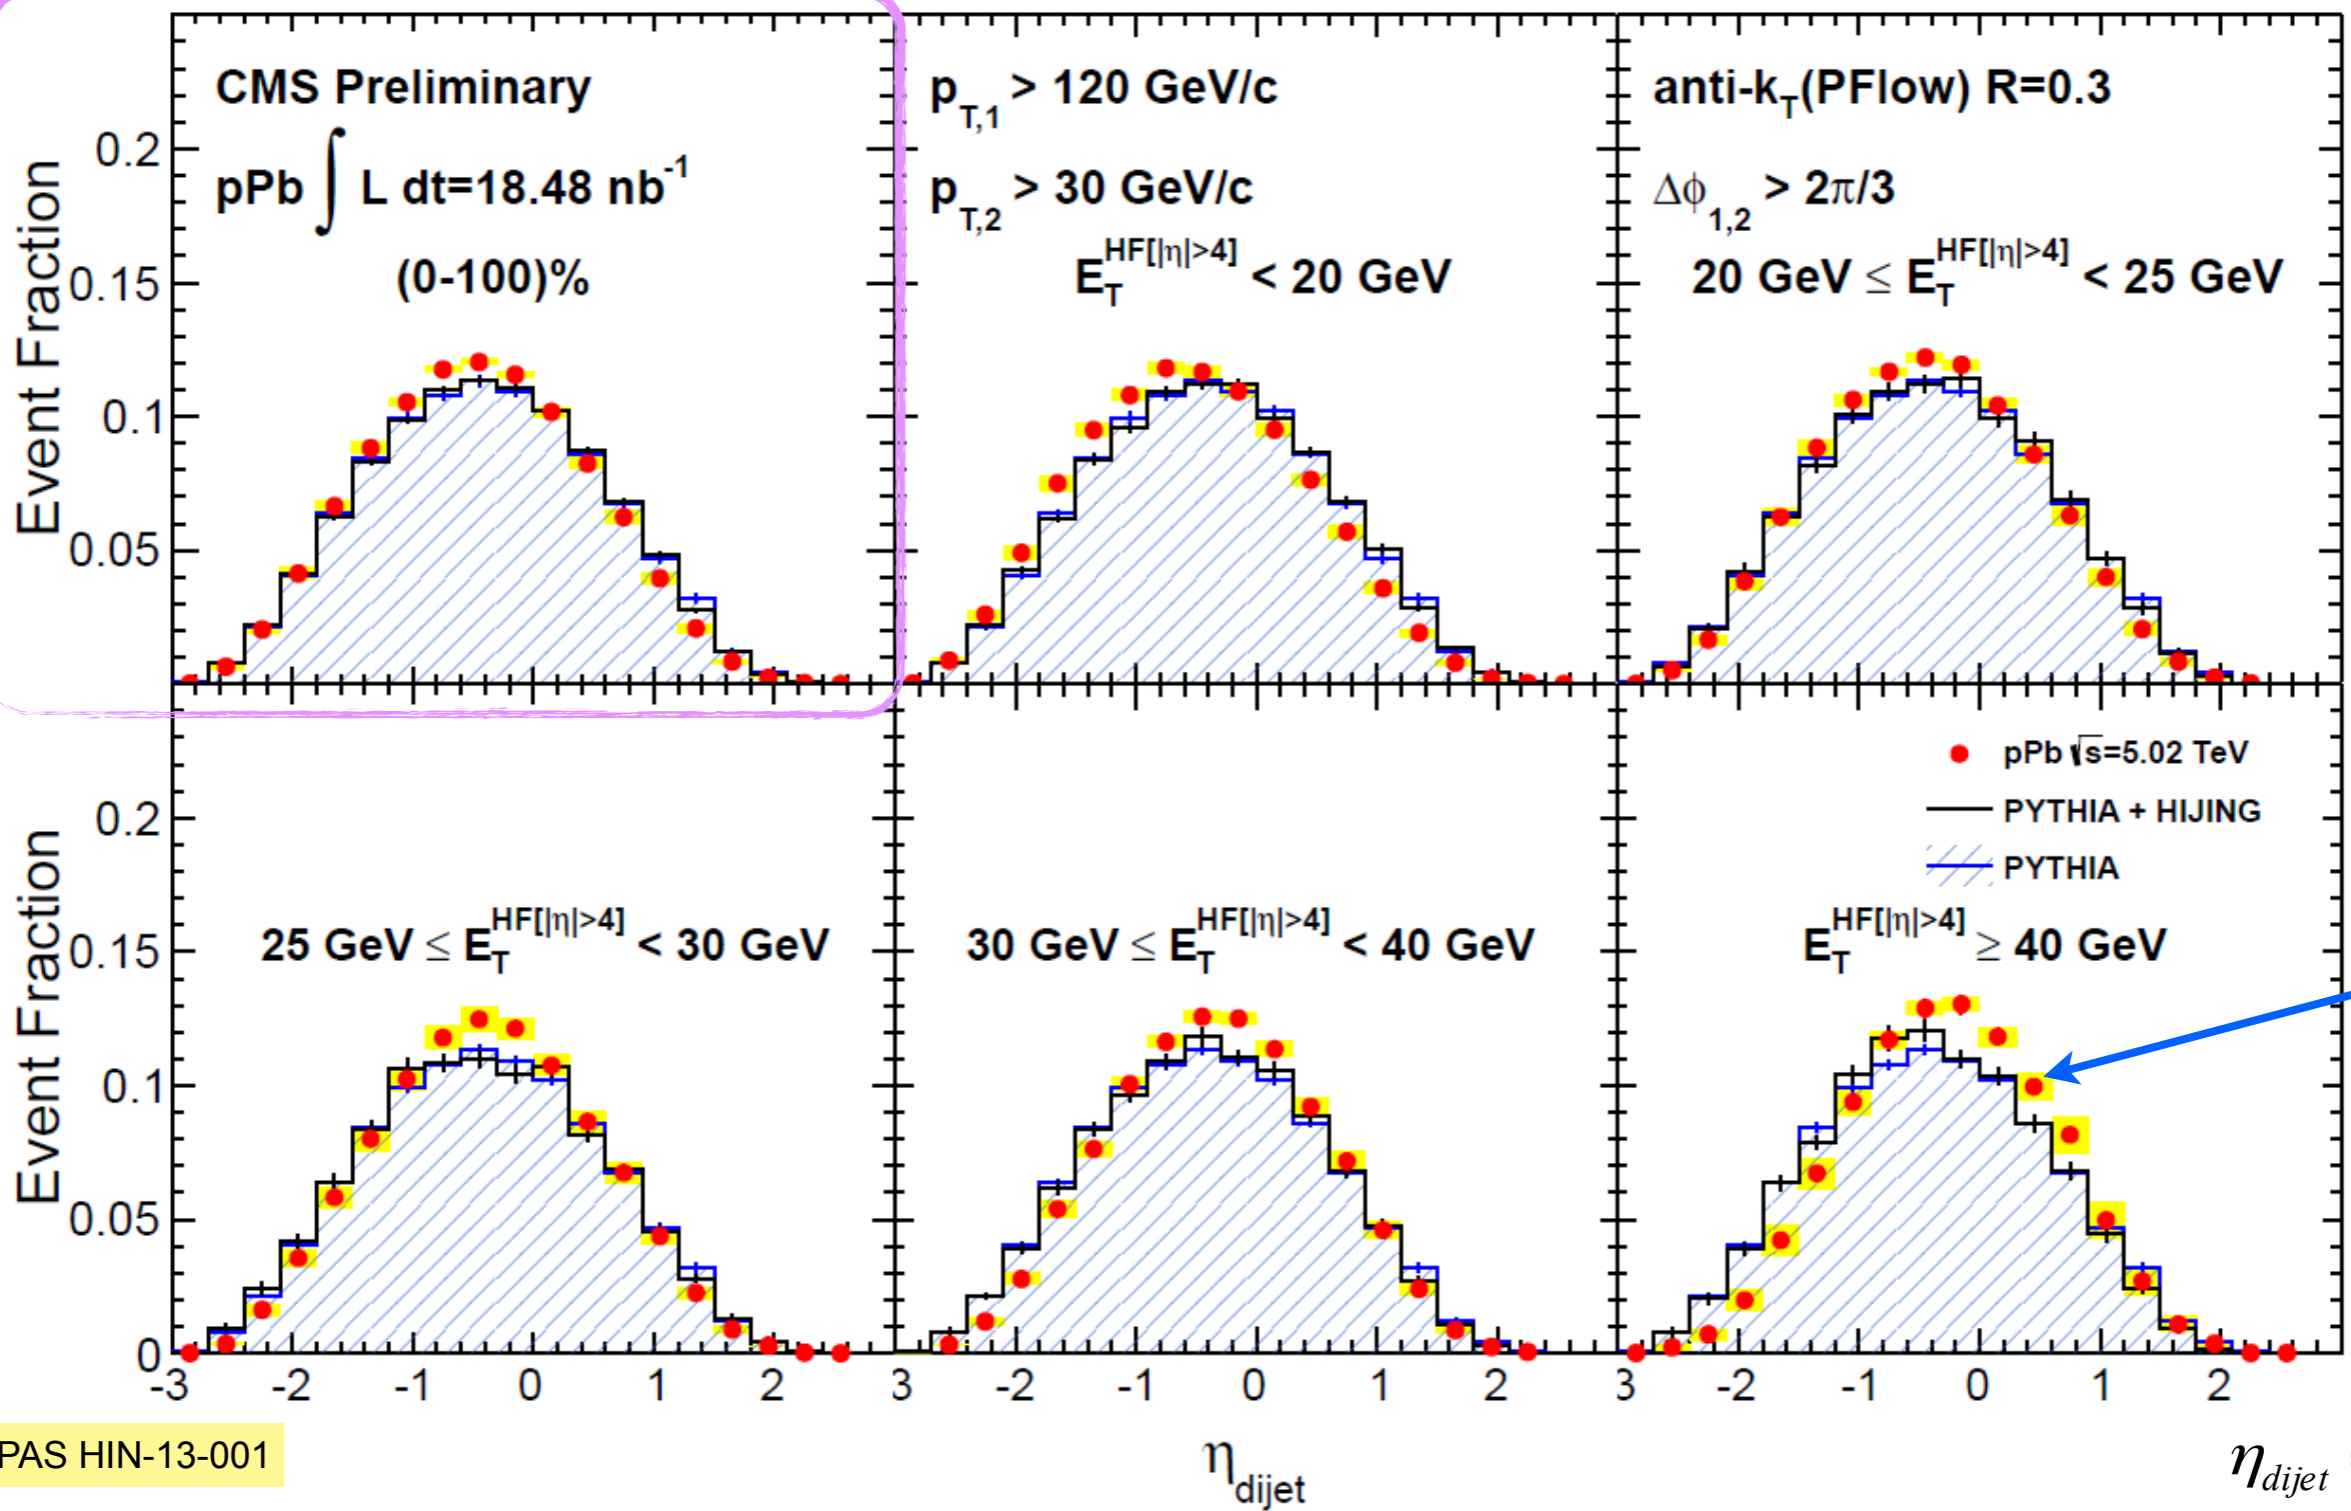 CMS Preliminary
pPb ∫ L dt=18.48 nb⁻¹
(0-100)%
p_T,1 > 120 GeV/c
p_T,2 > 30 GeV/c
E_T^HF[|η|>4] < 20 GeV
anti-k_T(PFlow) R=0.3
Δϕ_1,2 > 2π/3
20 GeV ≤ E_T^HF[|η|>4] < 25 GeV
Event Fraction
0.2
0.15
0.1
0.05
25 GeV ≤ E_T^HF[|η|>4] < 30 GeV
30 GeV ≤ E_T^HF[|η|>4] < 40 GeV
pPb √s=5.02 TeV
PYTHIA + HIJING
PYTHIA
E_T^HF[|η|>4] ≥ 40 GeV
Event Fraction
0.2
0.15
0.1
0.05
0
-3 -2 -1 0 1 2 3 -2 -1 0 1 2 3 -2 -1 0 1 2
PAS HIN-13-001
η_dijet
η_dijet